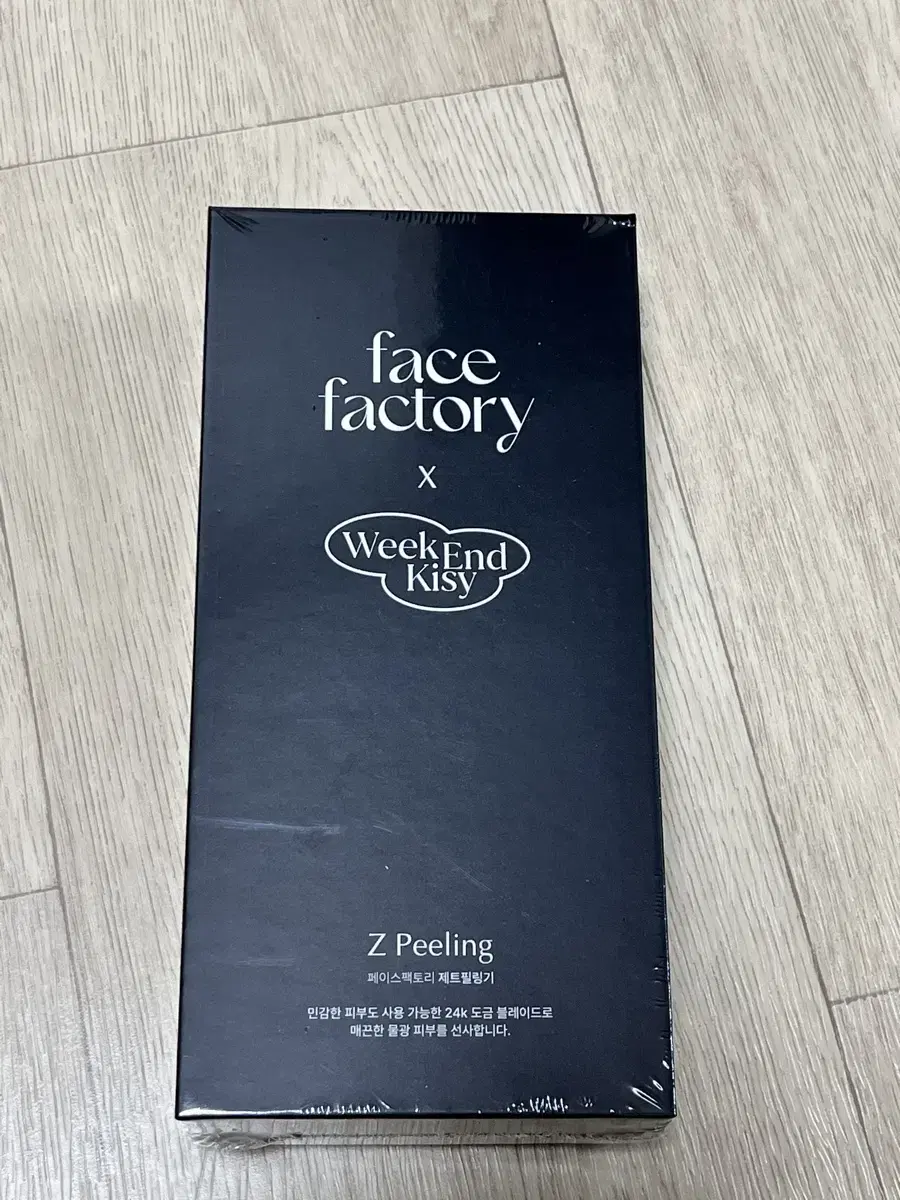 face
factory
X
Week End
Kisy
Z Peeling
페이스팩토리 제트필링기
민감한 피부도 사용 가능한 24k 도금 블레이드로
매끈한 물광 피부를 선사합니다.